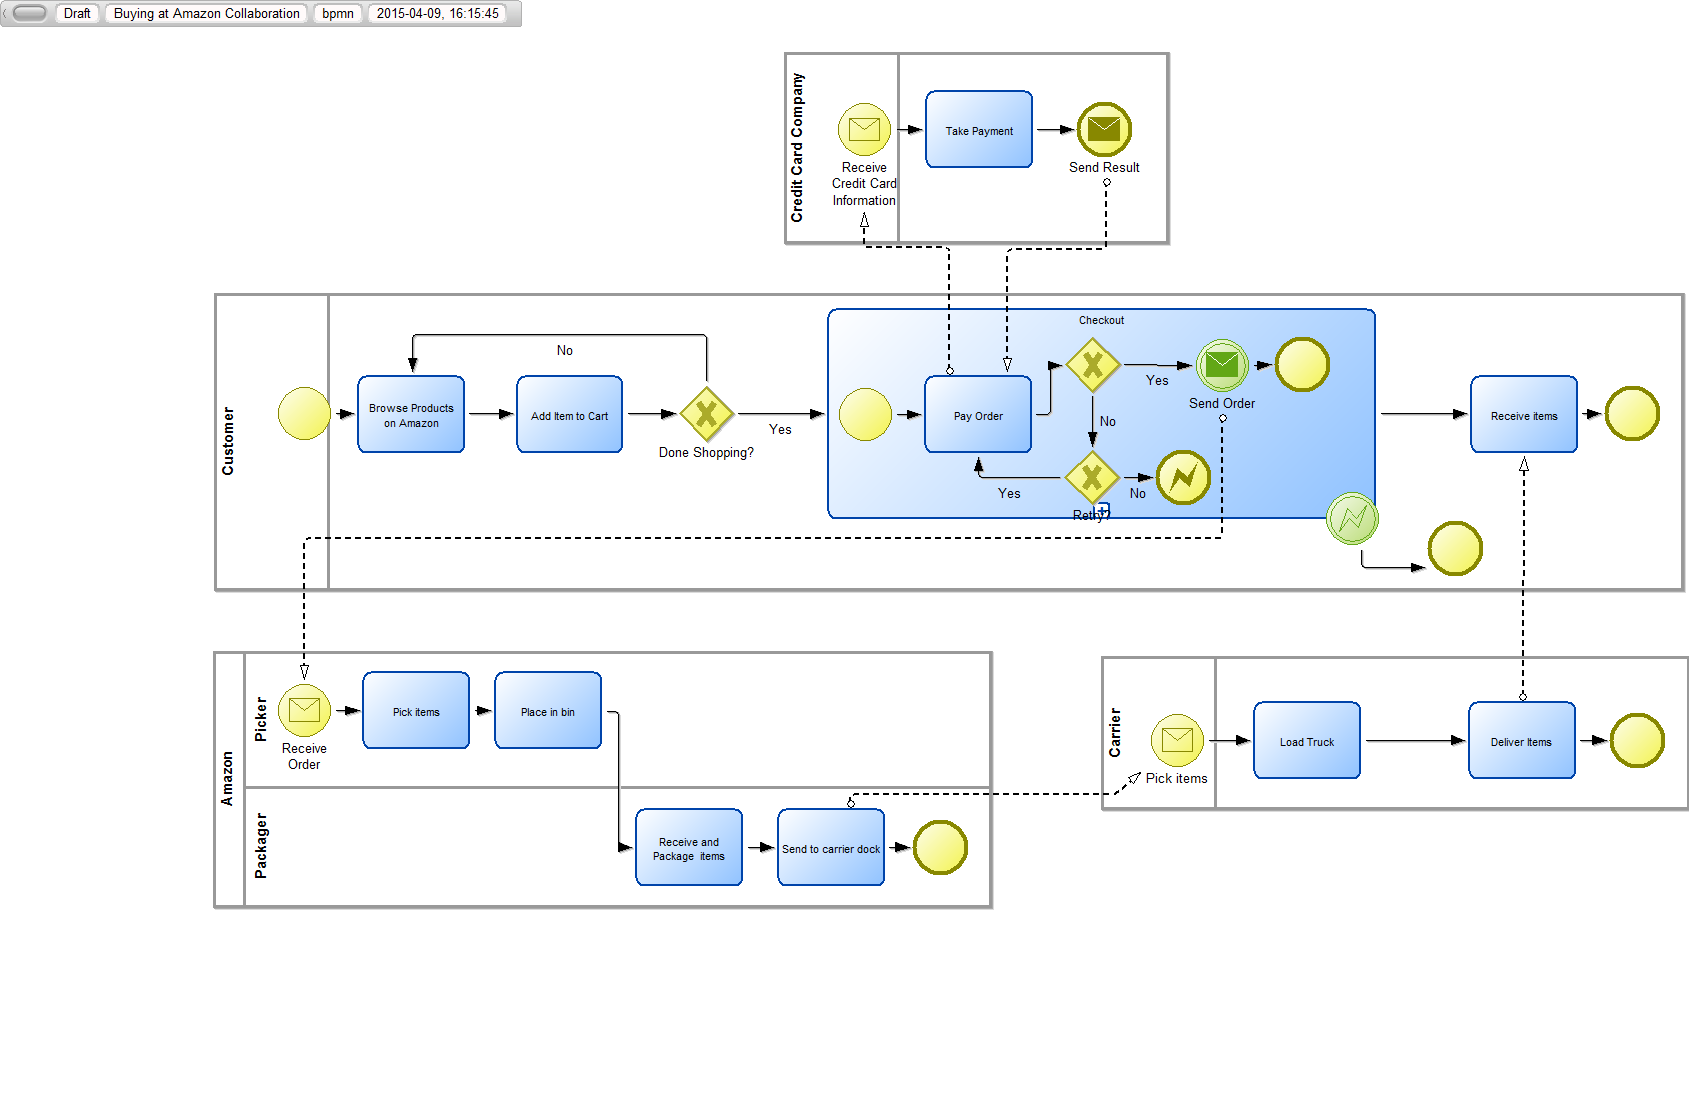 Draft
Buying at Amazon Collaboration
bpmn
2015-04-09, 16:15:45
Credit Card Company
Receive
Credit Card
Information
Take Payment
Send Result
Customer
No
Browse Products
on Amazon
Add Item to Cart
Done Shopping?
Yes
Checkout
Pay Order
Yes
Send Order
No
Yes
No
Retry?
Receive items
Amazon
Picker
Receive
Order
Pick items
Place in bin
Packager
Receive and
Package items
Send to carrier dock
Carrier
Pick items
Load Truck
Deliver Items